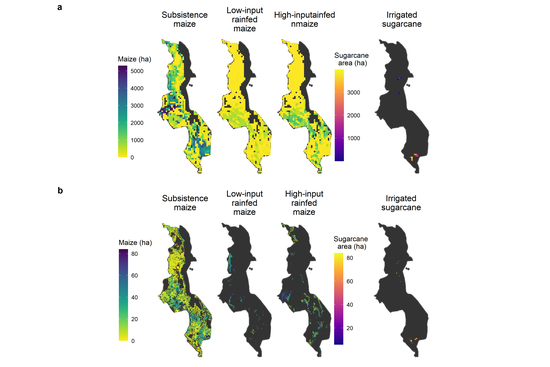 a
Subsistence
maize
Low-input
rainfed
maize
High-inputainfed
nmaize
Irrigated
sugarcane
Maize (ha)
5000
4000
3000
2000
1000
0
Sugarcane
area (ha)
3000
2000
1000
b
Subsistence
maize
Low-input
rainfed
maize
High-input
rainfed
maize
Irrigated
sugarcane
Maize (ha)
80
60
40
20
0
Sugarcane
area (ha)
80
60
40
20